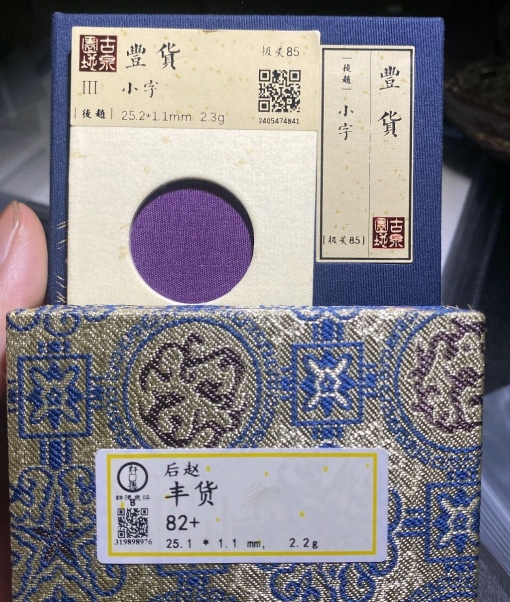 古泉
園地
豐貨
极美85
III 小字
後趙
25.2*1.1mm 2.3g
2405474841
後趙
豐貨
小字
极美85
古泉
園地
后赵
丰货
82+
25.1 * 1.1 mm, 2.2g
319898976